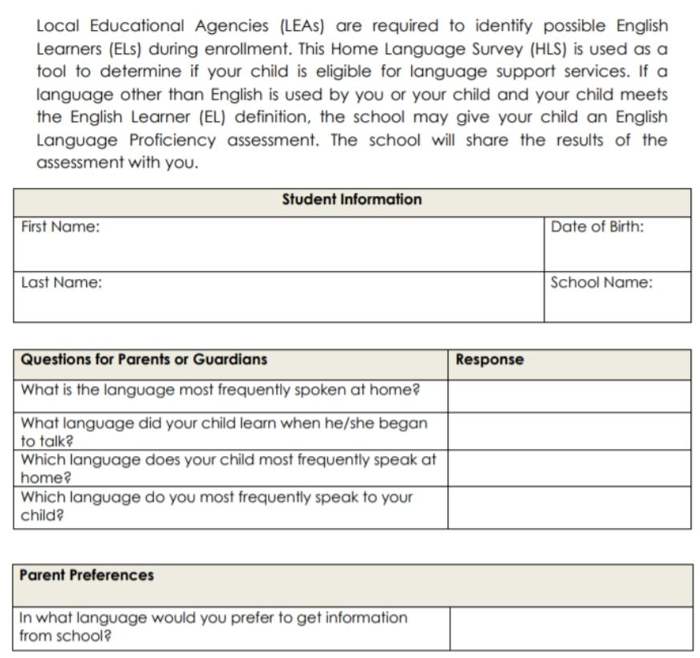 Local Educational Agencies (LEAs) are required to identify possible English
Learners (ELs) during enrollment. This Home Language Survey (HLS) is used as a
tool to determine if your child is eligible for language support services. If a
language other than English is used by you or your child and your child meets
the English Learner (EL) definition, the school may give your child an English
Language Proficiency assessment. The school will share the results of the
assessment with you.
Student Information
First Name:
Date of Birth:
Last Name:
School Name:
Questions for Parents or Guardians
Response
What is the language most frequently spoken at home?
What language did your child learn when he/she began
to talk?
Which language does your child most frequently speak at
home?
Which language do you most frequently speak to your
child?
Parent Preferences
In what language would you prefer to get information
from school?